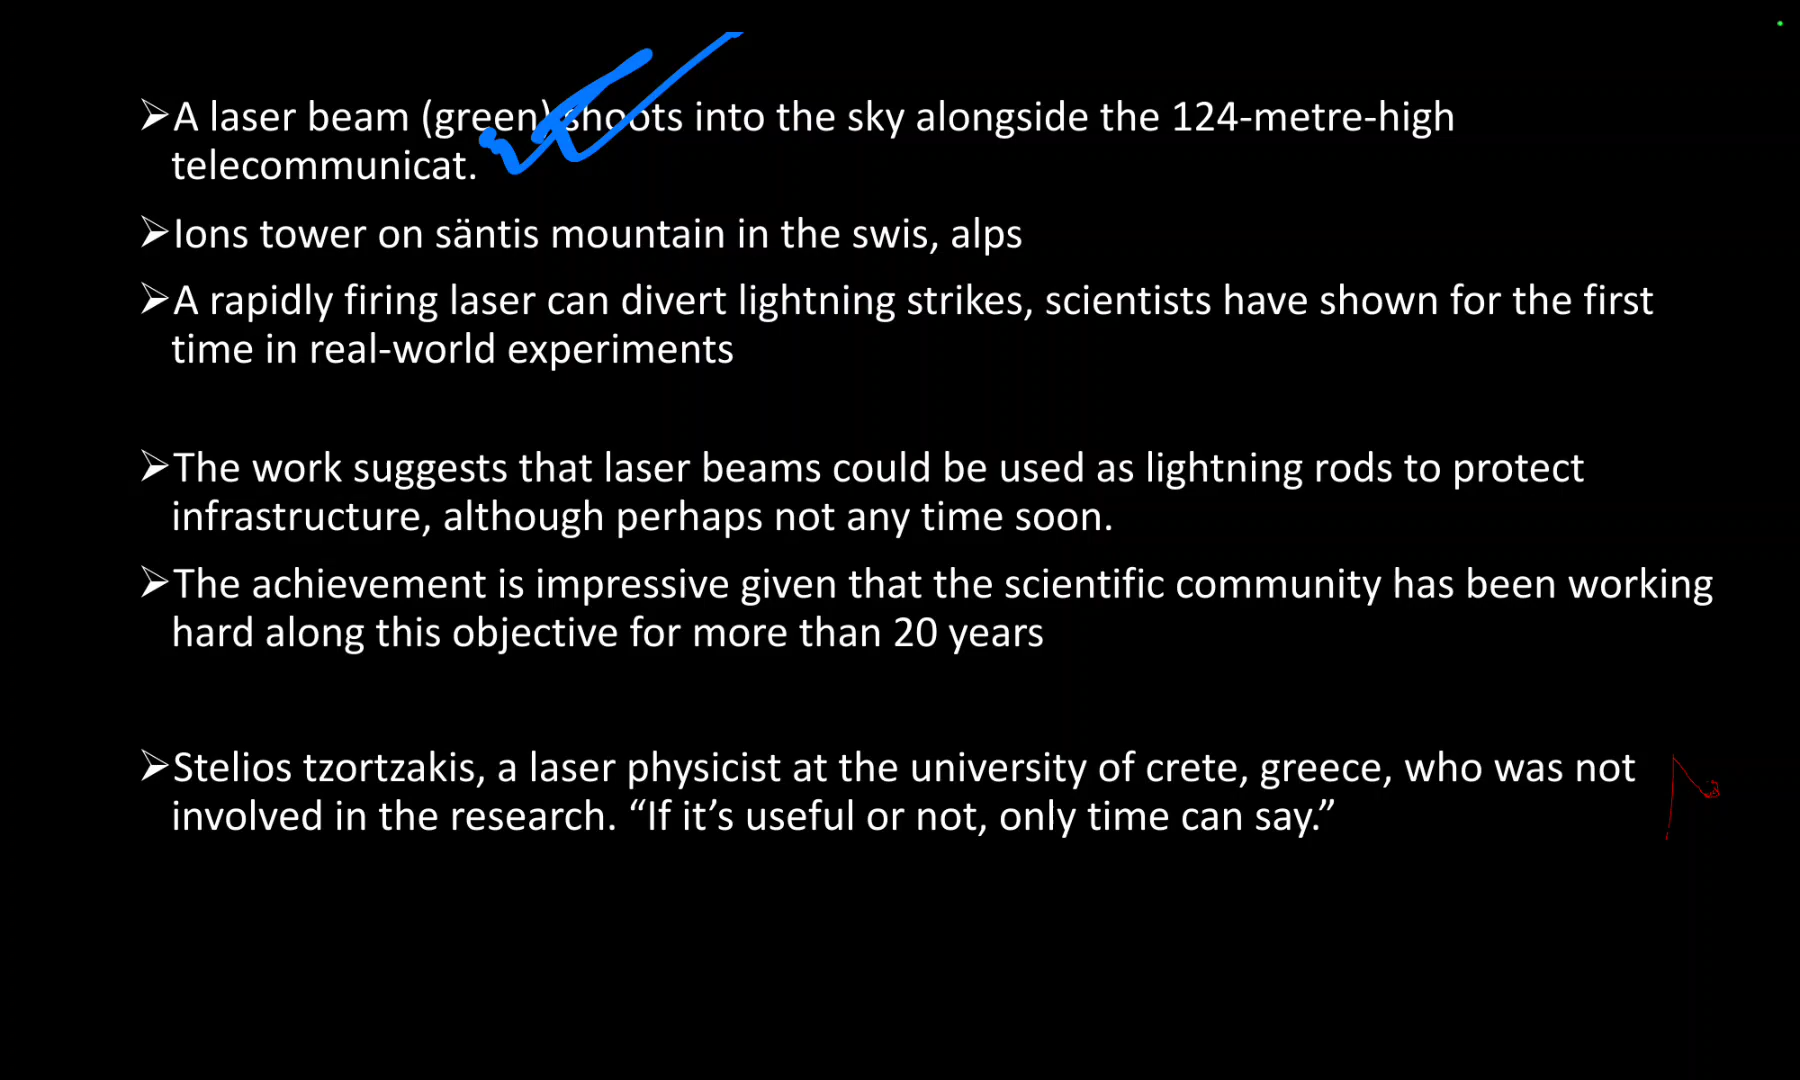 ➢A laser beam (green) shoots into the sky alongside the 124-metre-high
telecommunicat.
➢Ions tower on säntis mountain in the swis, alps
➢A rapidly firing laser can divert lightning strikes, scientists have shown for the first
time in real-world experiments
➢The work suggests that laser beams could be used as lightning rods to protect
infrastructure, although perhaps not any time soon.
➢The achievement is impressive given that the scientific community has been working
hard along this objective for more than 20 years
➢Stelios tzortzakis, a laser physicist at the university of crete, greece, who was not
involved in the research. “If it’s useful or not, only time can say.”